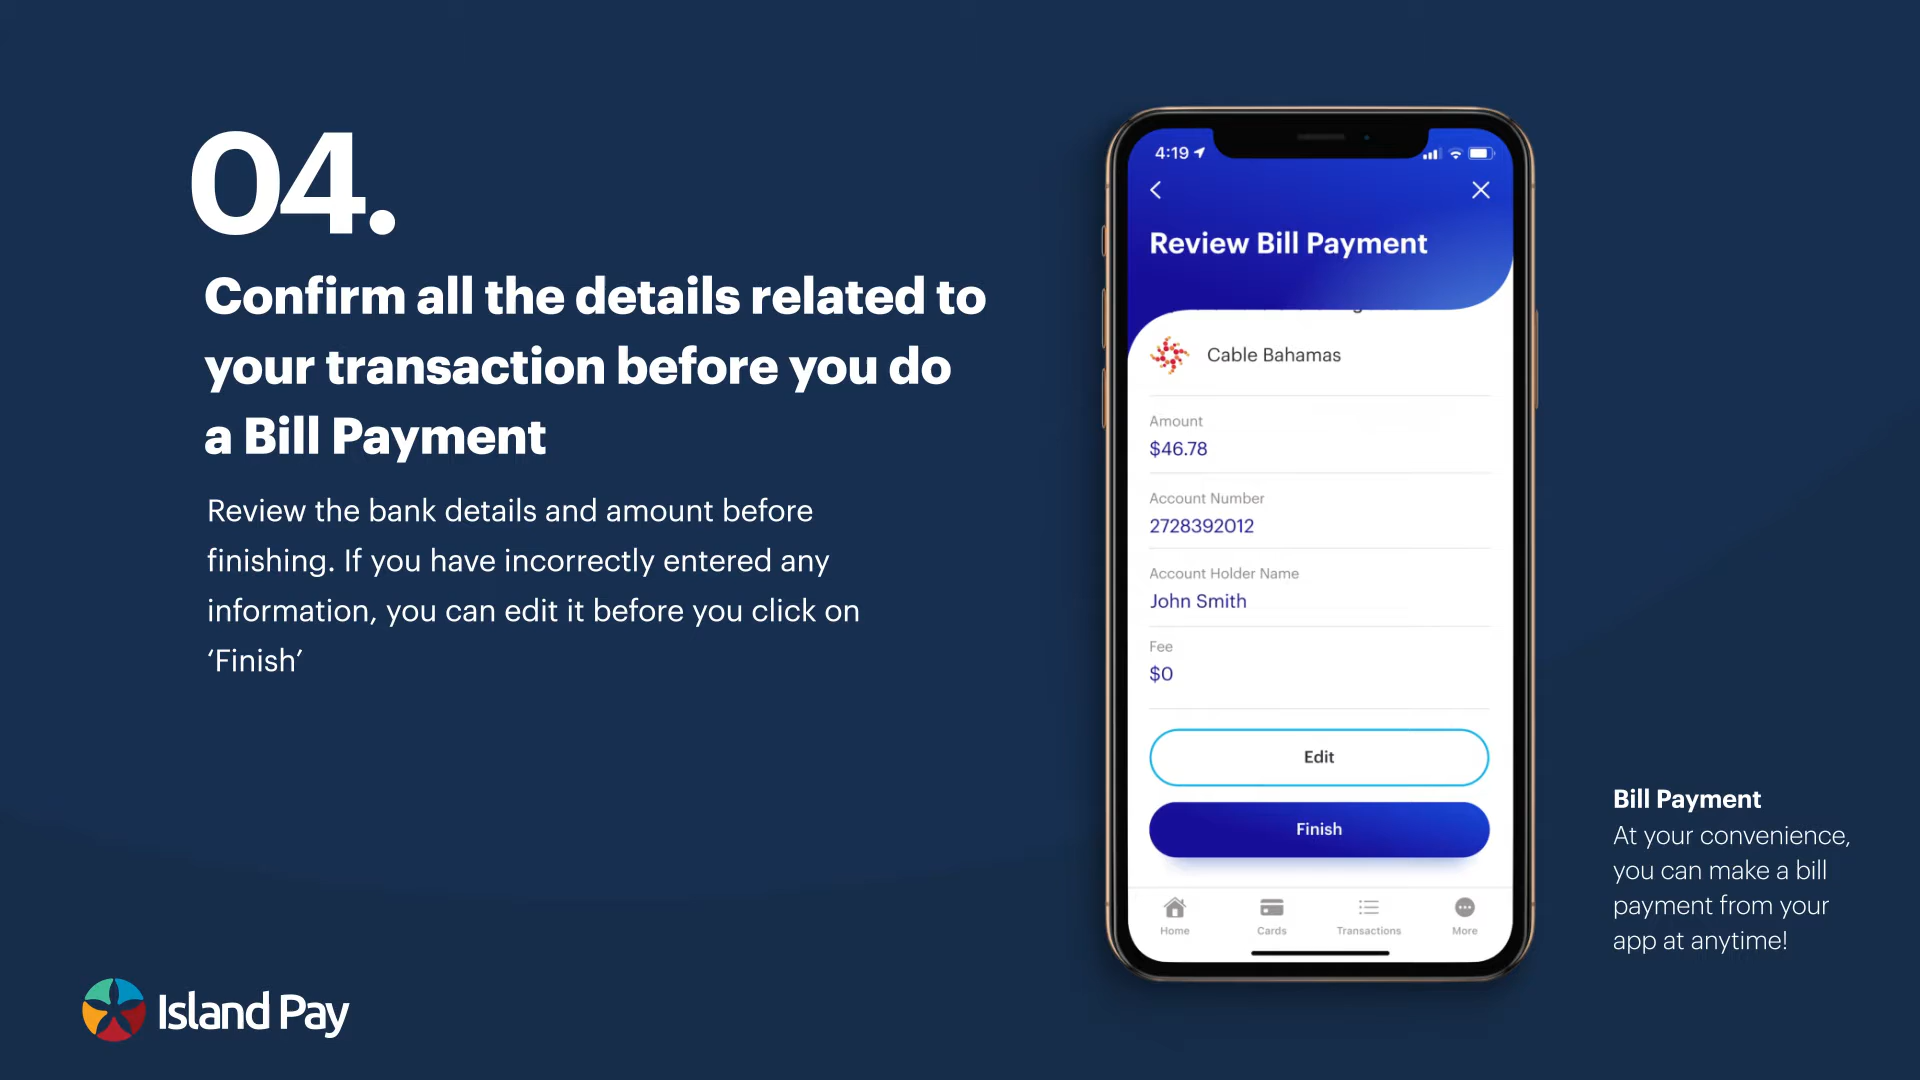 04.
Confirm all the details related to
your transaction before you do
a Bill Payment
Review the bank details and amount before
finishing. If you have incorrectly entered any
information, you can edit it before you click on
‘Finish’
4:19
Review Bill Payment
Cable Bahamas
Amount
$46.78
Account Number
2728392012
Account Holder Name
John Smith
Fee
$0
Edit
Finish
Home
Cards
Transactions
More
Bill Payment
At your convenience,
you can make a bill
payment from your
app at anytime!
Island Pay